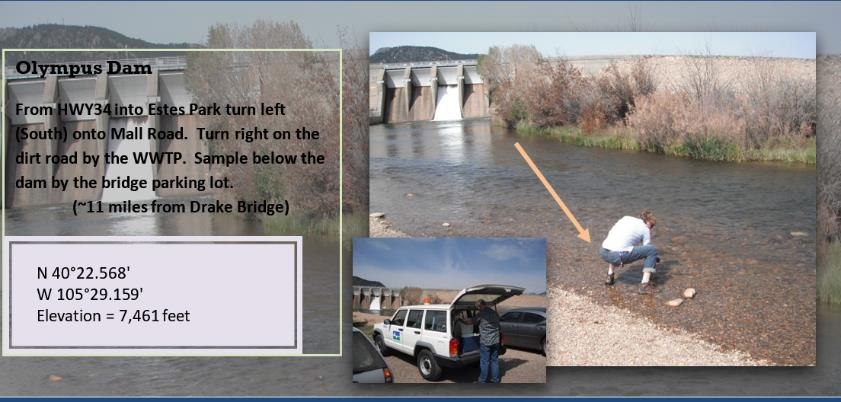 Olympus Dam
From HWY34 into Estes Park turn left
(South) onto Mall Road. Turn right on the
dirt road by the WWTP. Sample below the
dam by the bridge parking lot.
(~11 miles from Drake Bridge)
N 40°22.568'
W 105°29.159'
Elevation = 7,461 feet